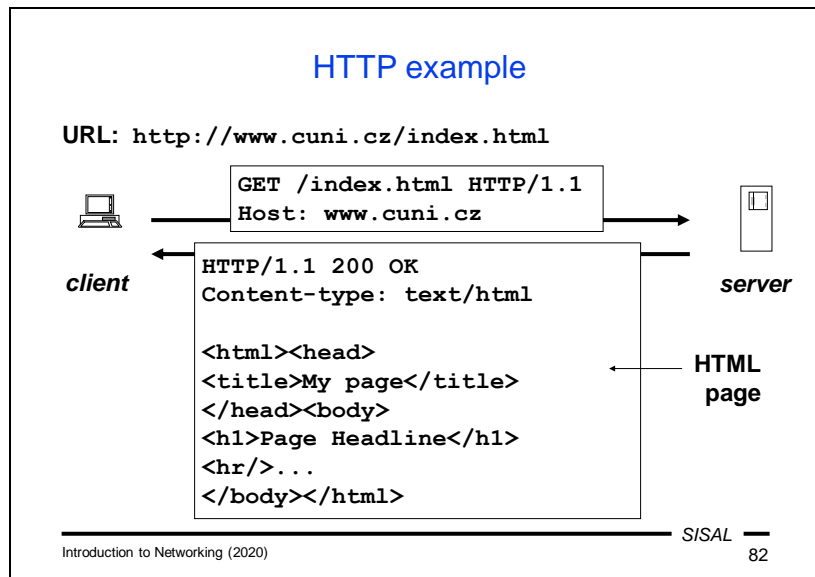 HTTP example
URL: http://www.cuni.cz/index.html
GET /index.html HTTP/1.1
Host: www.cuni.cz
client
server
HTTP/1.1 200 OK
Content-type: text/html
<html><head>
<title>My page</title>
</head><body>
<h1>Page Headline</h1>
<hr/>...
</body></html>
HTML
page
SISAL
Introduction to Networking (2020)
82